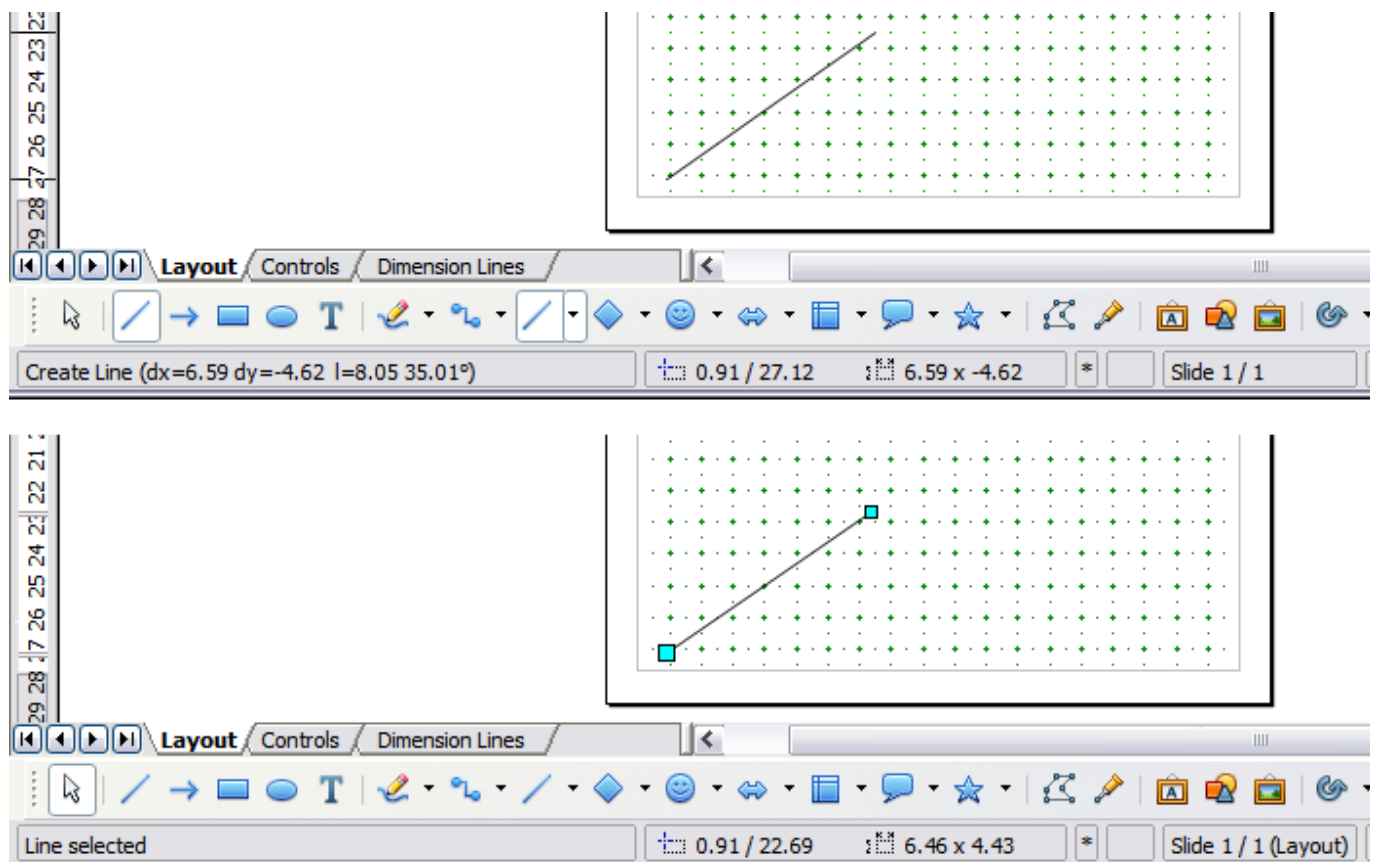 22
23
24
25
26
27
28
29
Layout Controls Dimension Lines
T A
Create Line (dx=6.59 dy=-4.62 l=8.05 35.01°) 0.91 / 27.12 6.59 x -4.62 * Slide 1 / 1
21
22
23
24
25
26
27
28
29
Layout Controls Dimension Lines
T A
Line selected 0.91 / 22.69 6.46 x 4.43 * Slide 1 / 1 (Layout)